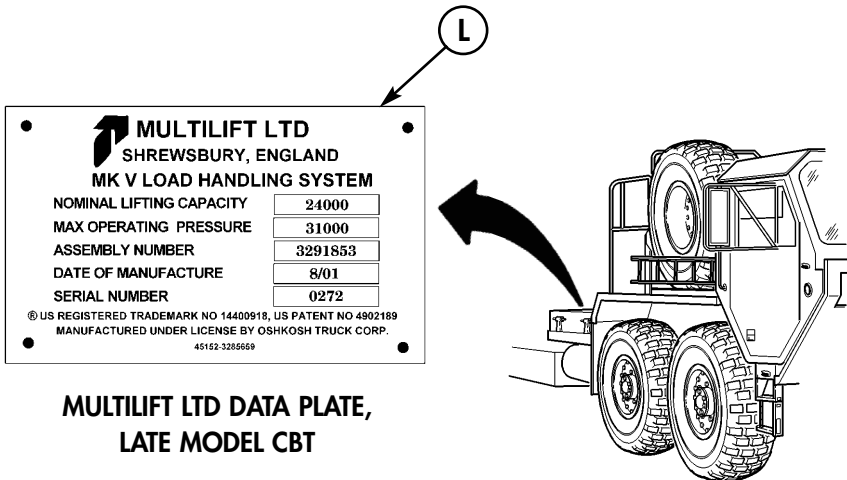 L
MULTILIFT LTD
SHREWSBURY, ENGLAND
MK V LOAD HANDLING SYSTEM
NOMINAL LIFTING CAPACITY 24000
MAX OPERATING PRESSURE 31000
ASSEMBLY NUMBER 3291853
DATE OF MANUFACTURE 8/01
SERIAL NUMBER 0272
® US REGISTERED TRADEMARK NO 14400918, US PATENT NO 4902189
MANUFACTURED UNDER LICENSE BY OSHKOSH TRUCK CORP.
45152-3285659
MULTILIFT LTD DATA PLATE,
LATE MODEL CBT